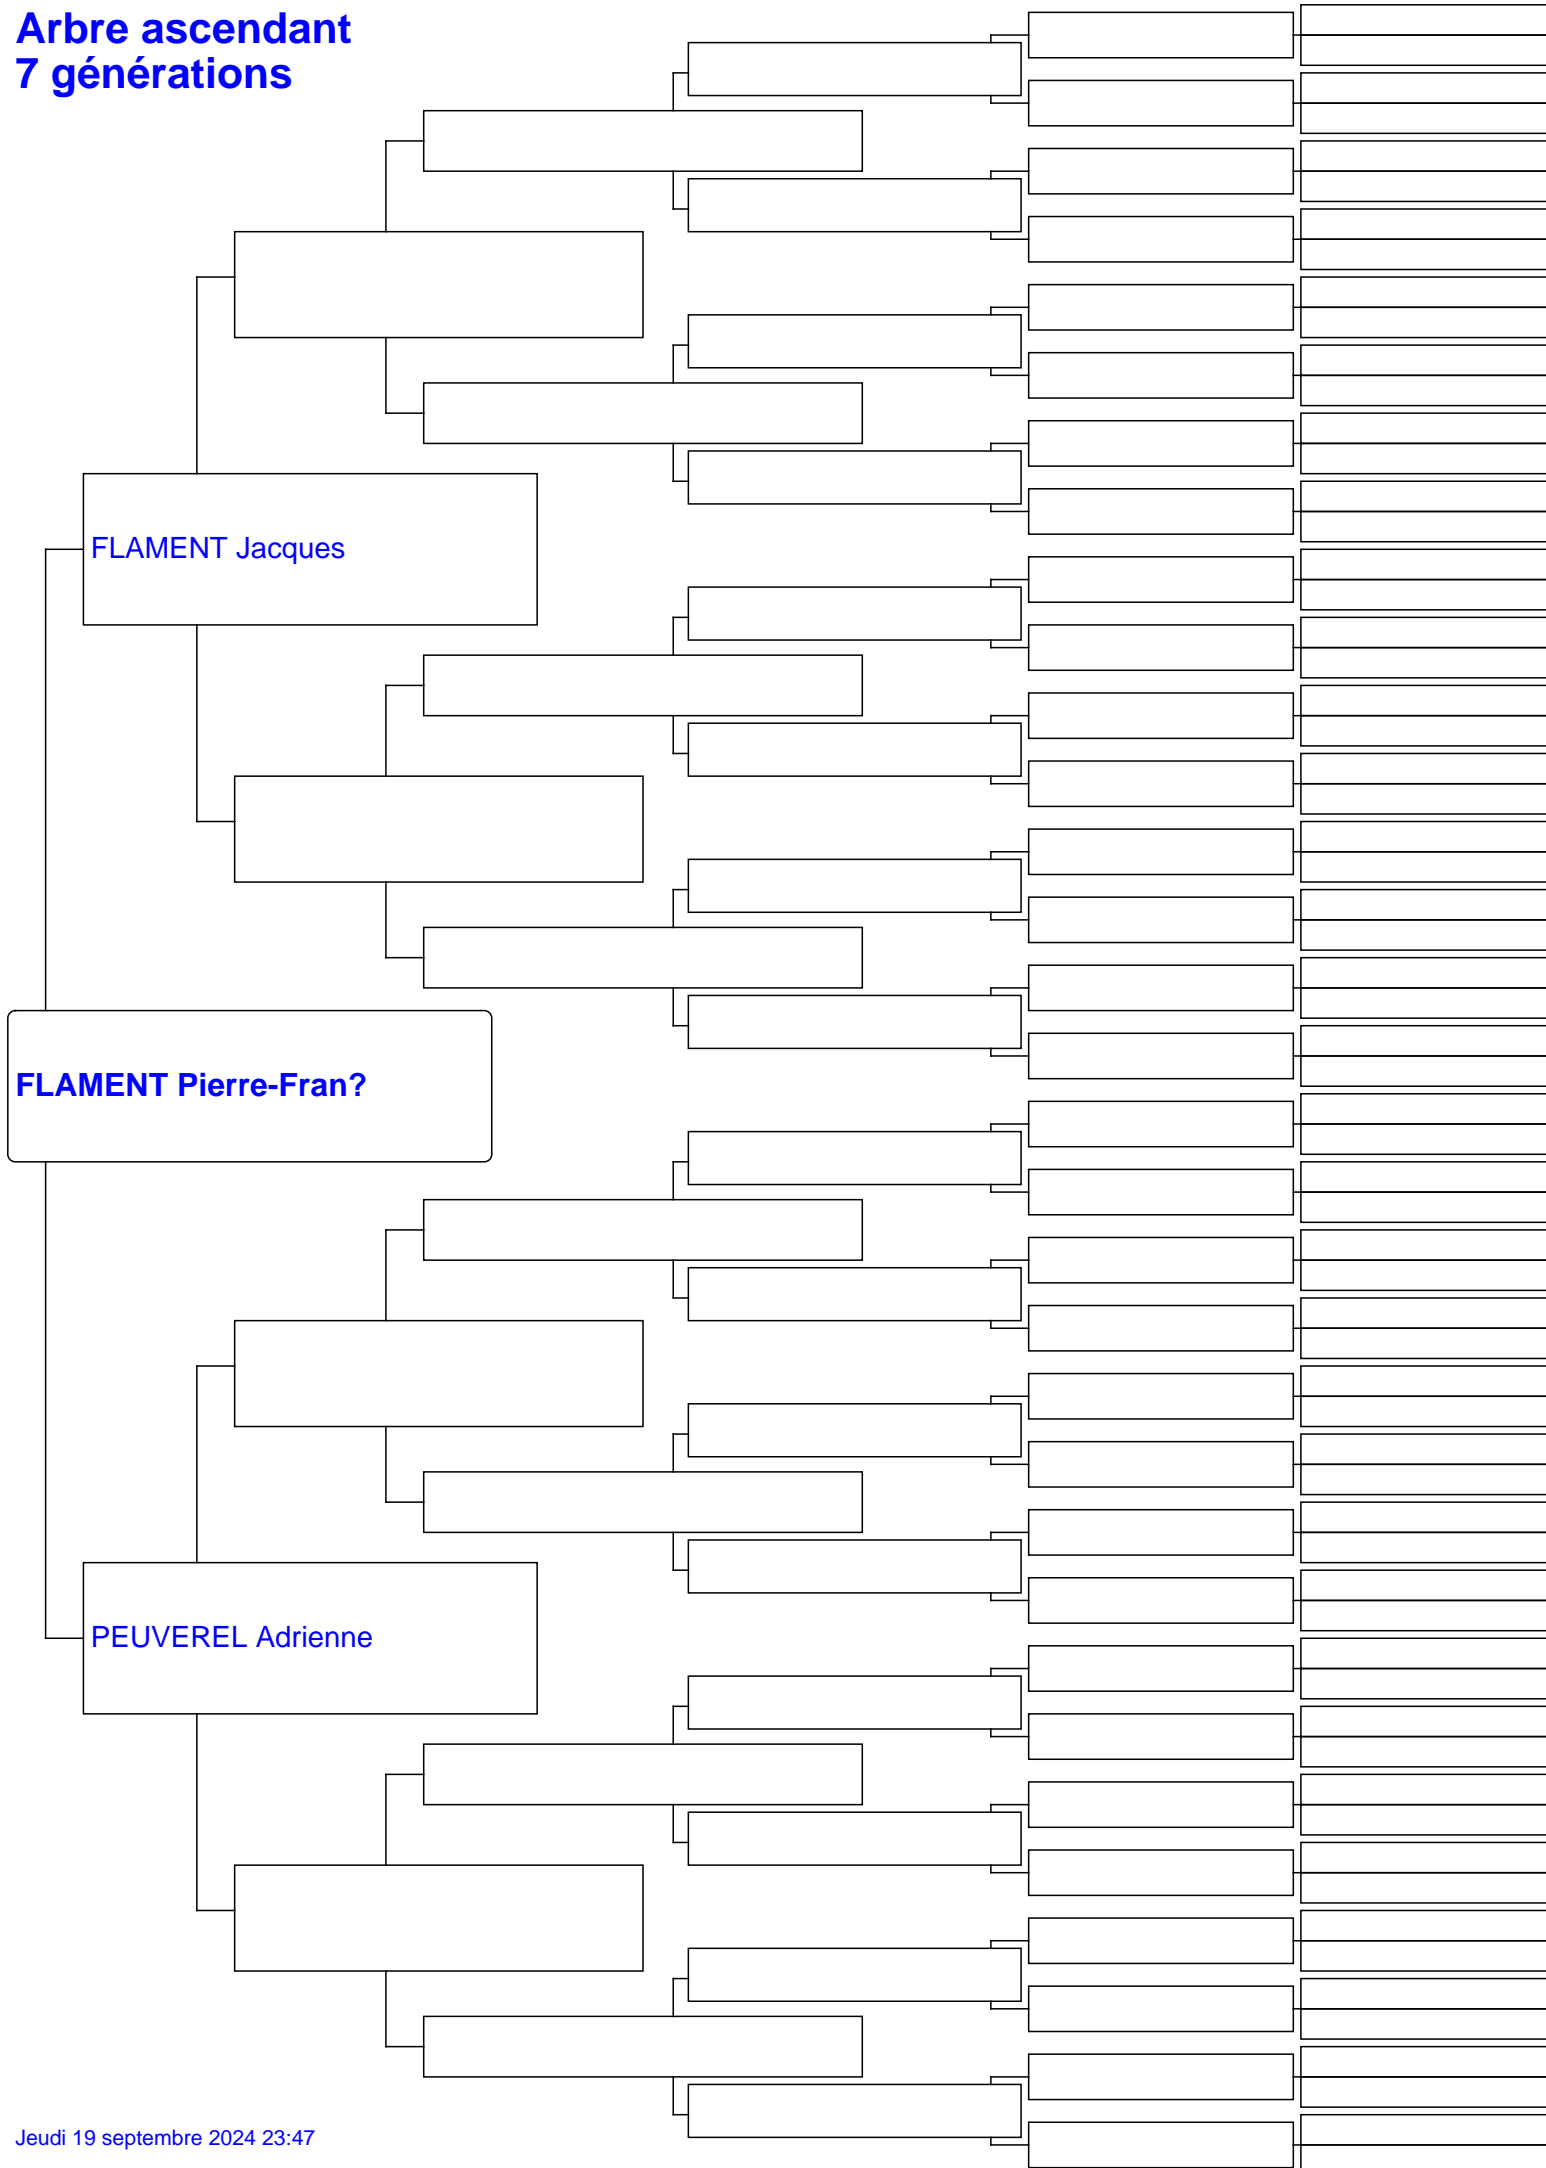 Arbre ascendant
7 générations
FLAMENT Jacques
FLAMENT Pierre-Fran?
PEUVEREL Adrienne
Jeudi 19 septembre 2024 23:47